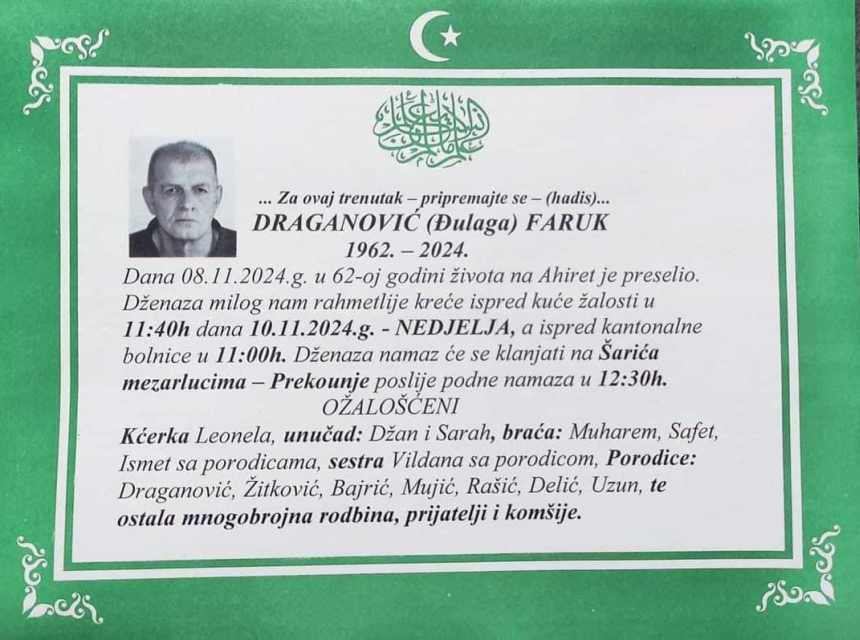 ... Za ovaj trenutak – pripremajte se – (hadis)...
DRAGANOVIĆ (Đulaga) FARUK
1962. – 2024.
Dana 08.11.2024.g. u 62-oj godini života na Ahiret je preselio.
Dženaza milog nam rahmetlije kreće ispred kuće žalosti u
11:40h dana 10.11.2024.g. - NEDJELJA, a ispred kantonalne
bolnice u 11:00h. Dženaza namaz će se klanjati na Šarića
mezarlucima – Prekounje poslije podne namaza u 12:30h.
OŽALOŠĆENI
Kćerka Leonela, unučad: Džan i Sarah, braća: Muharem, Safet,
Ismet sa porodicama, sestra Vildana sa porodicom, Porodice:
Draganović, Žitković, Bajrić, Mujić, Rašić, Delić, Uzun, te
ostala mnogobrojna rodbina, prijatelji i komšije.